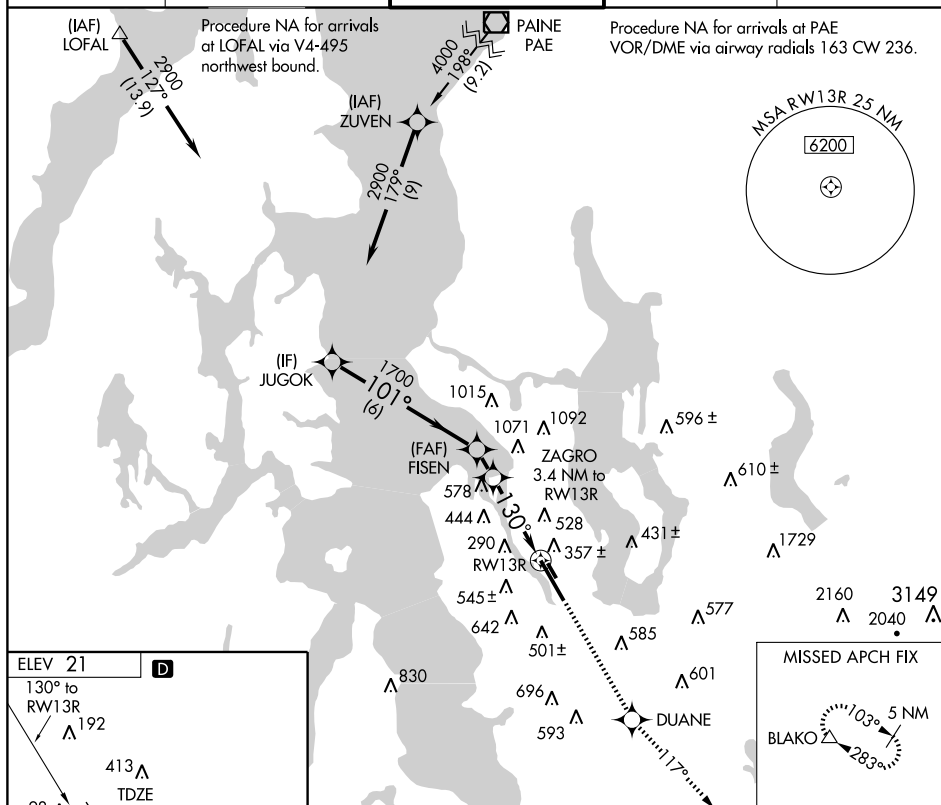 (IAF)
LOFAL
Procedure NA for arrivals
at LOFAL via V4-495
northwest bound.
PAINE
PAE
Procedure NA for arrivals at PAE
VOR/DME via airway radials 163 CW 236.
2900
127°
(13.9)
4000
198°
(9.2)
(IAF)
ZUVEN
MSA RW13R 25 NM
6200
2900
179°
(9)
(IF)
JUGOK
1700
101°
(6)
1015
1071
1092
596 ±
(FAF)
FISEN
ZAGRO
3.4 NM to
RW13R
610 ±
578
130°
444
528
290
357 ±
431 ±
1729
RW13R
545 ±
642
501±
585
577
2160
2040
3149
ELEV 21
D
130° to
RW13R
192
413
TDZE
830
696
593
601
DUANE
117°
MISSED APCH FIX
BLAKO
103°
5 NM
283°